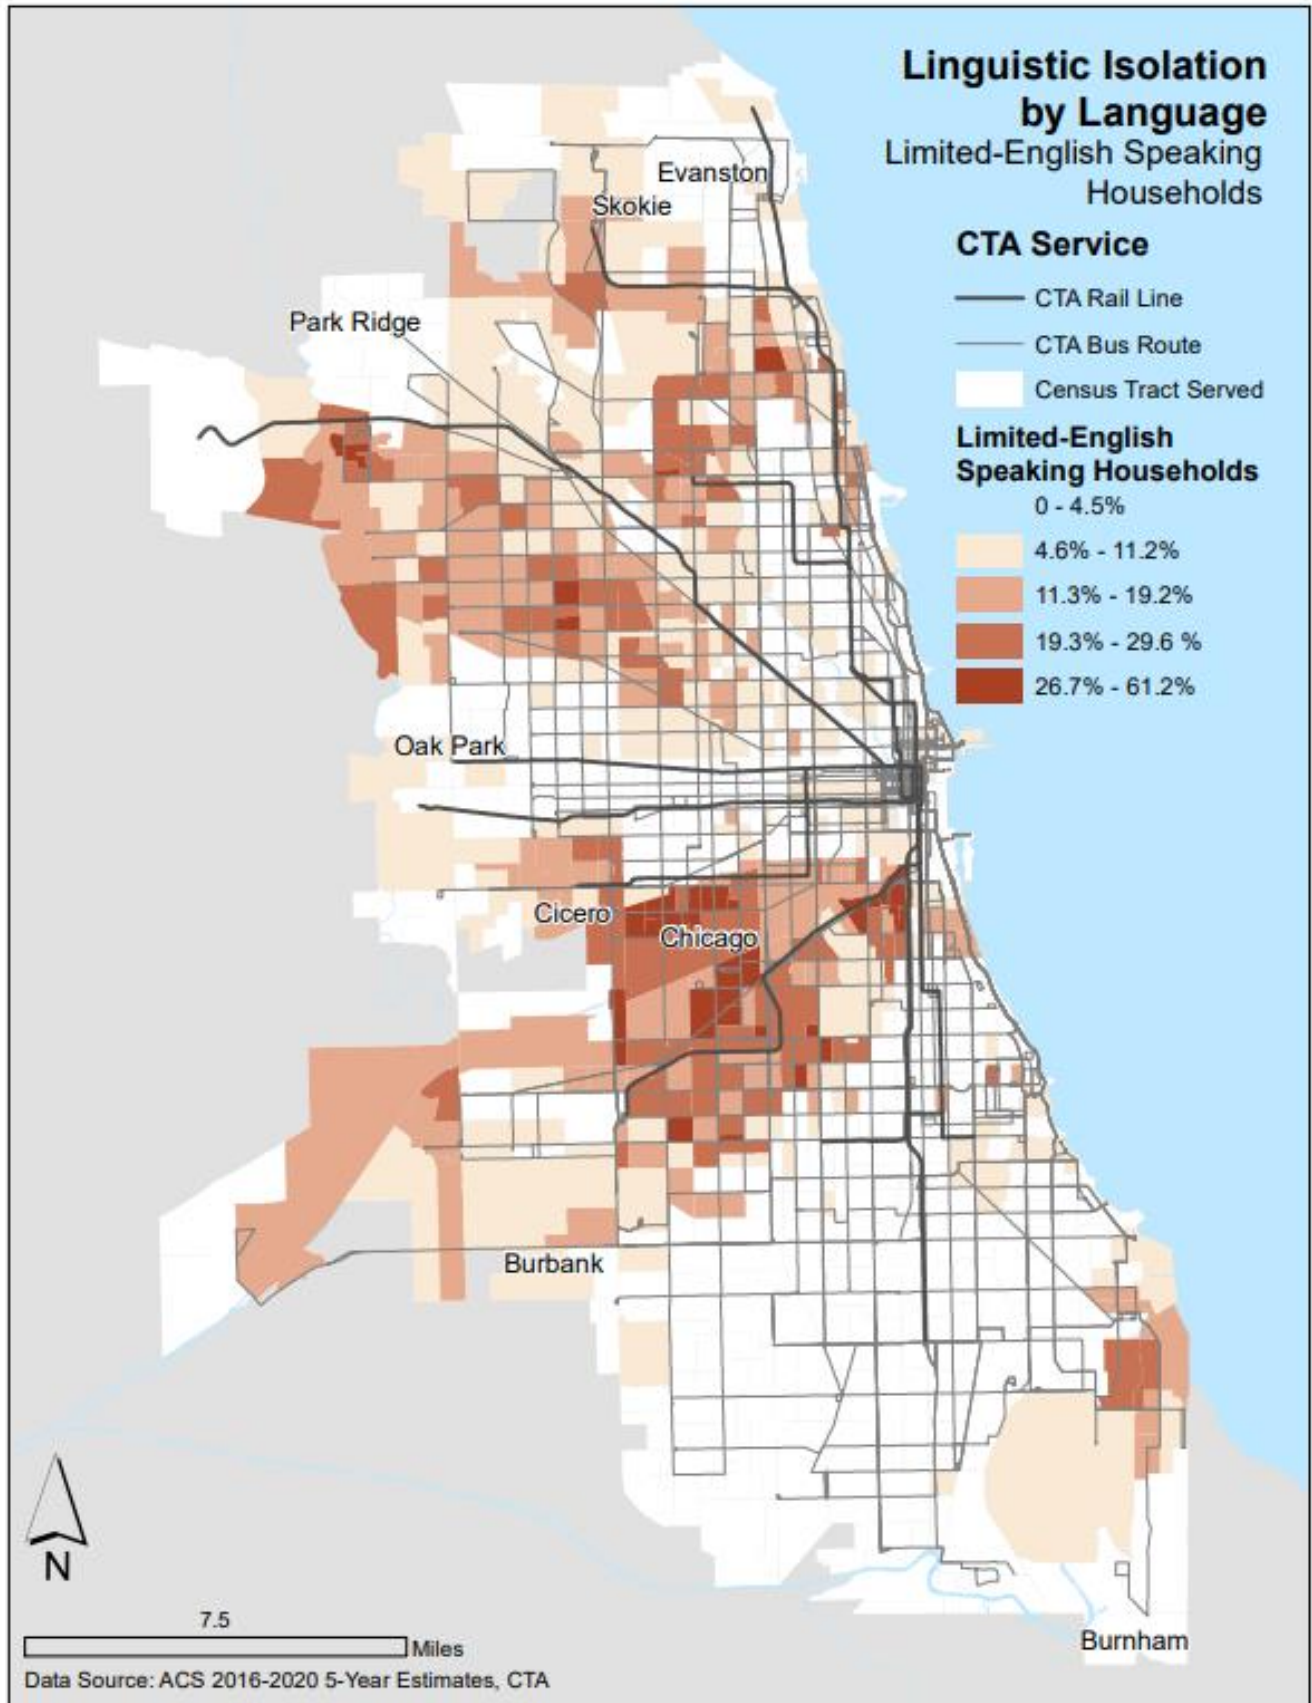 Linguistic Isolation
by Language
Limited-English Speaking
Households
CTA Service
CTA Rail Line
CTA Bus Route
Census Tract Served
Limited-English
Speaking Households
0 - 4.5%
4.6% - 11.2%
11.3% - 19.2%
19.3% - 29.6 %
26.7% - 61.2%
Evanston
Skokie
Park Ridge
Oak Park
Cicero
Chicago
Burbank
Burnham
N
7.5
Miles
Data Source: ACS 2016-2020 5-Year Estimates, CTA